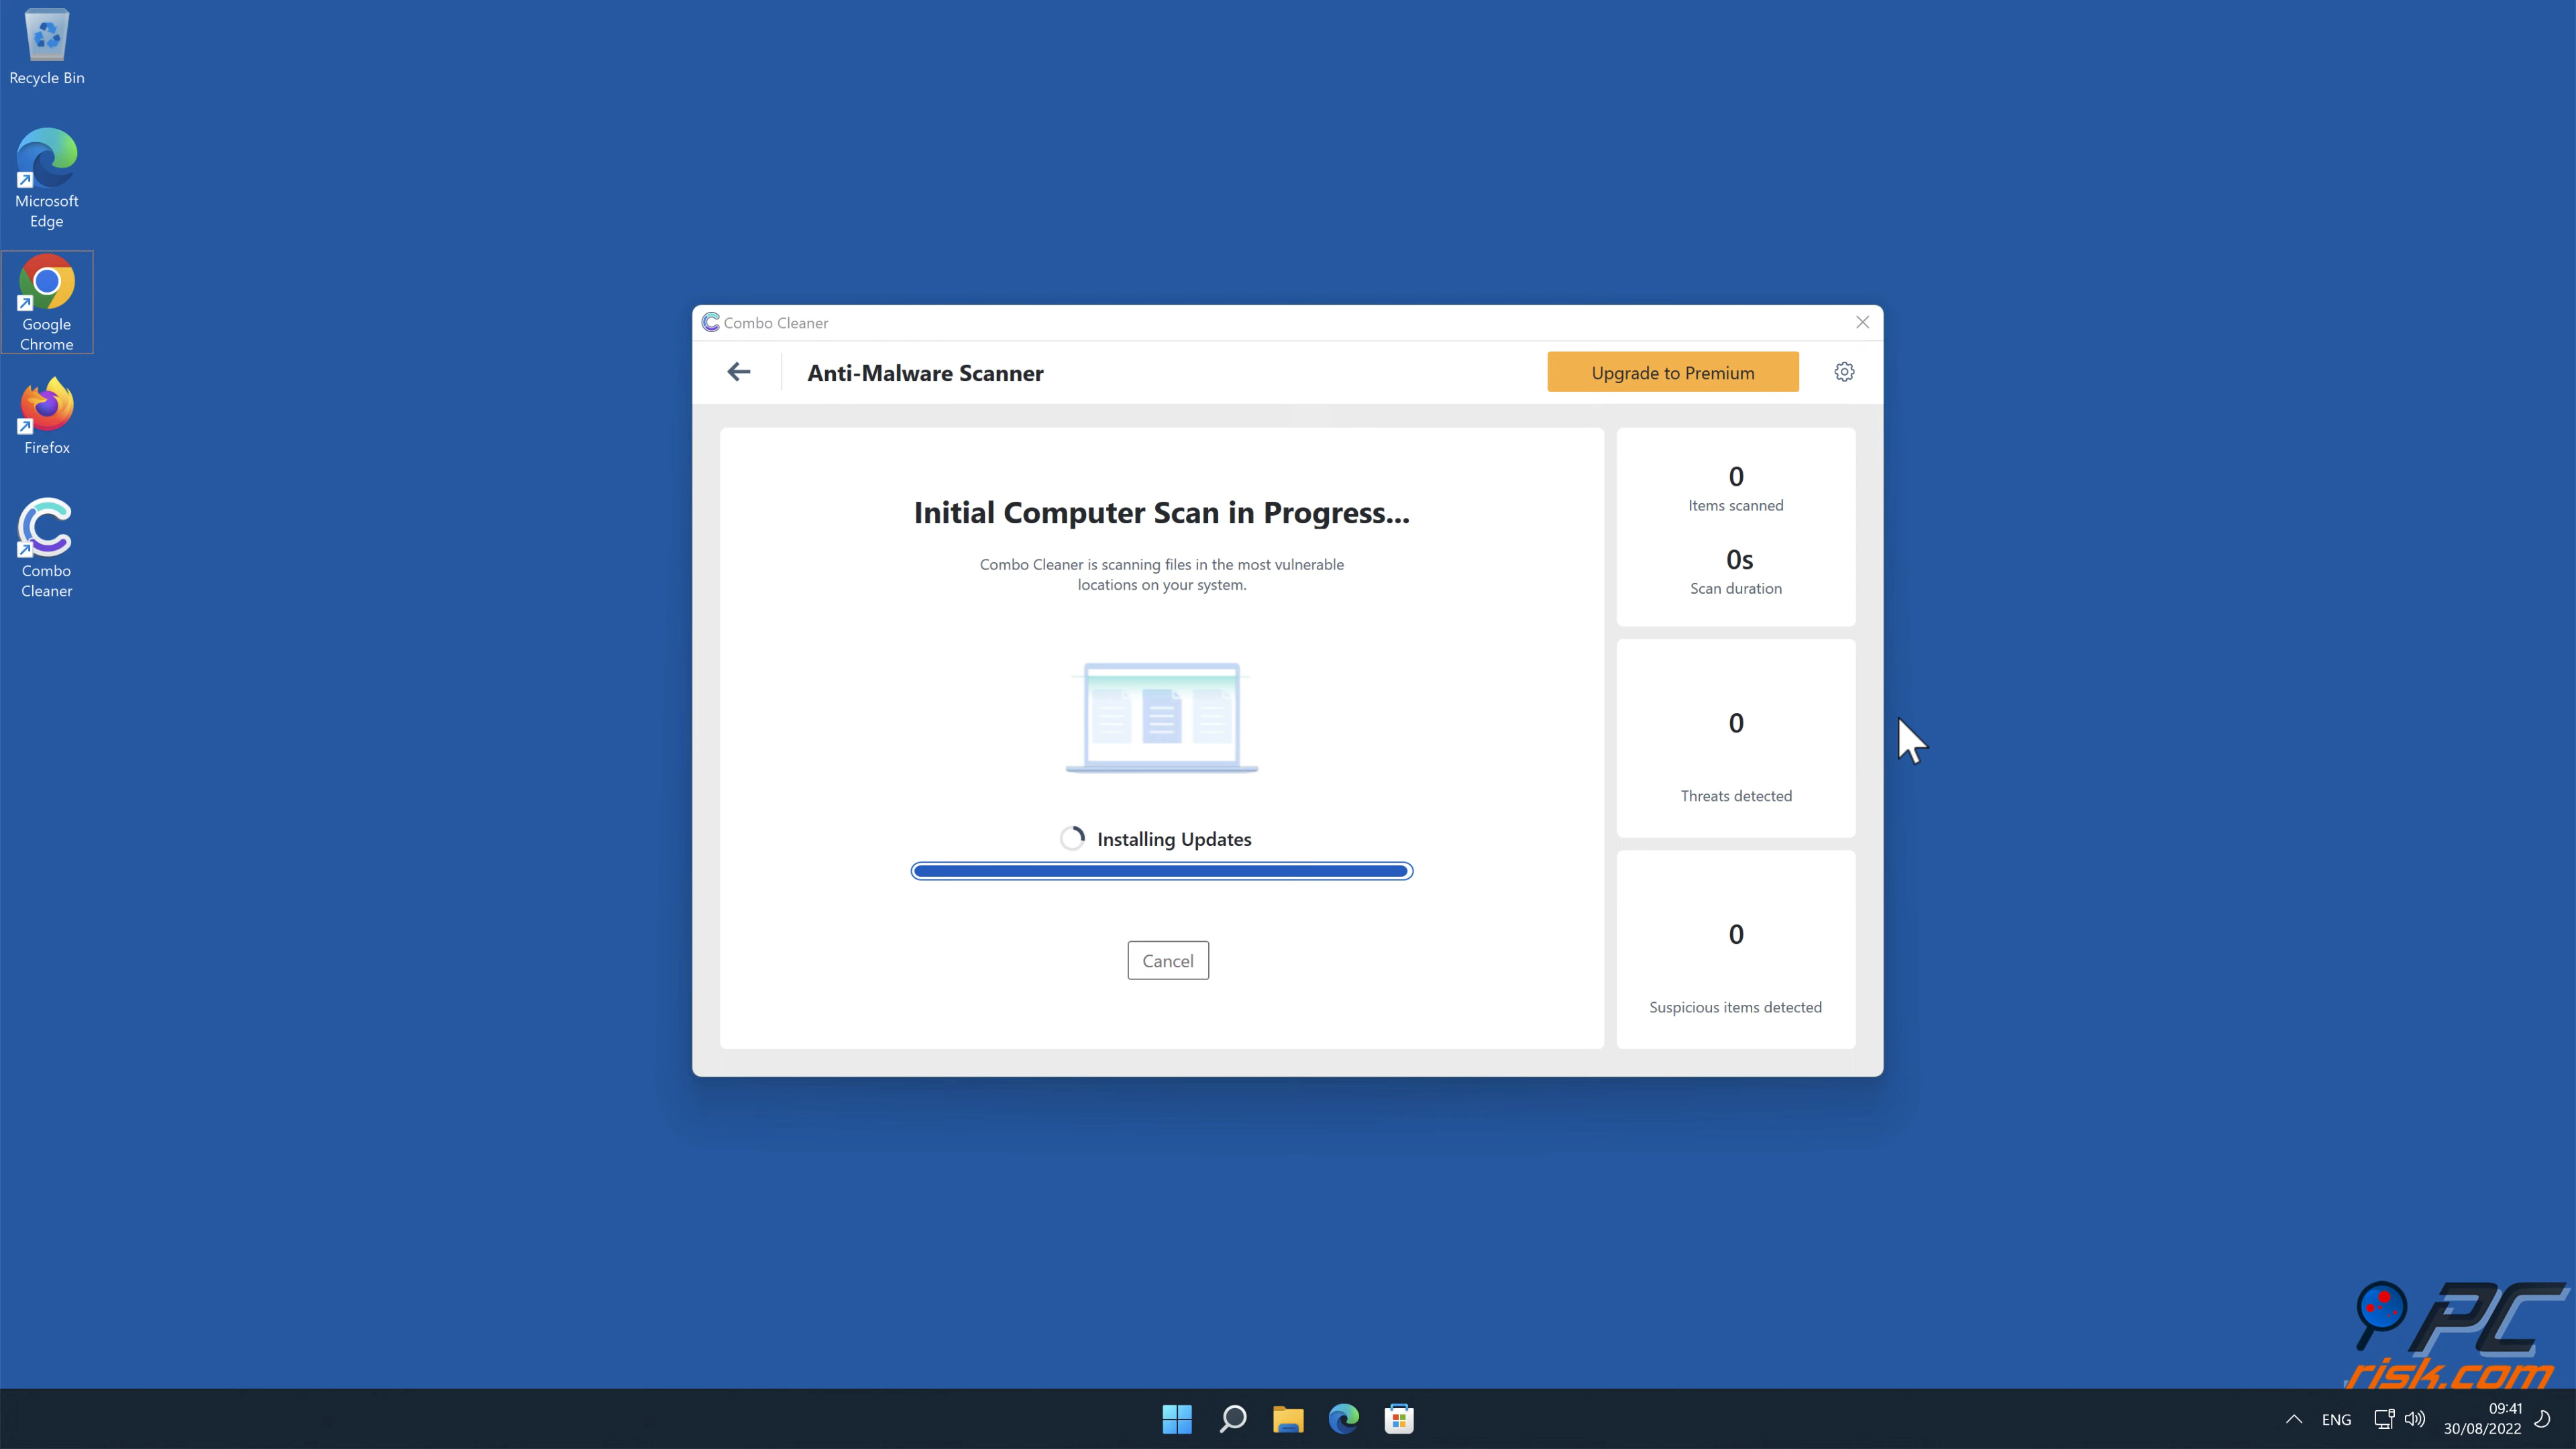 Recycle Bin
Microsoft
Edge
Google
Chrome
Firefox
Combo
Cleaner
Combo Cleaner
Anti-Malware Scanner
Upgrade to Premium
Initial Computer Scan in Progress...
Combo Cleaner is scanning files in the most vulnerable
locations on your system.
Installing Updates
Cancel
0
Items scanned
0s
Scan duration
0
Threats detected
0
Suspicious items detected
PC
risk.com
ENG
09:41
30/08/2022